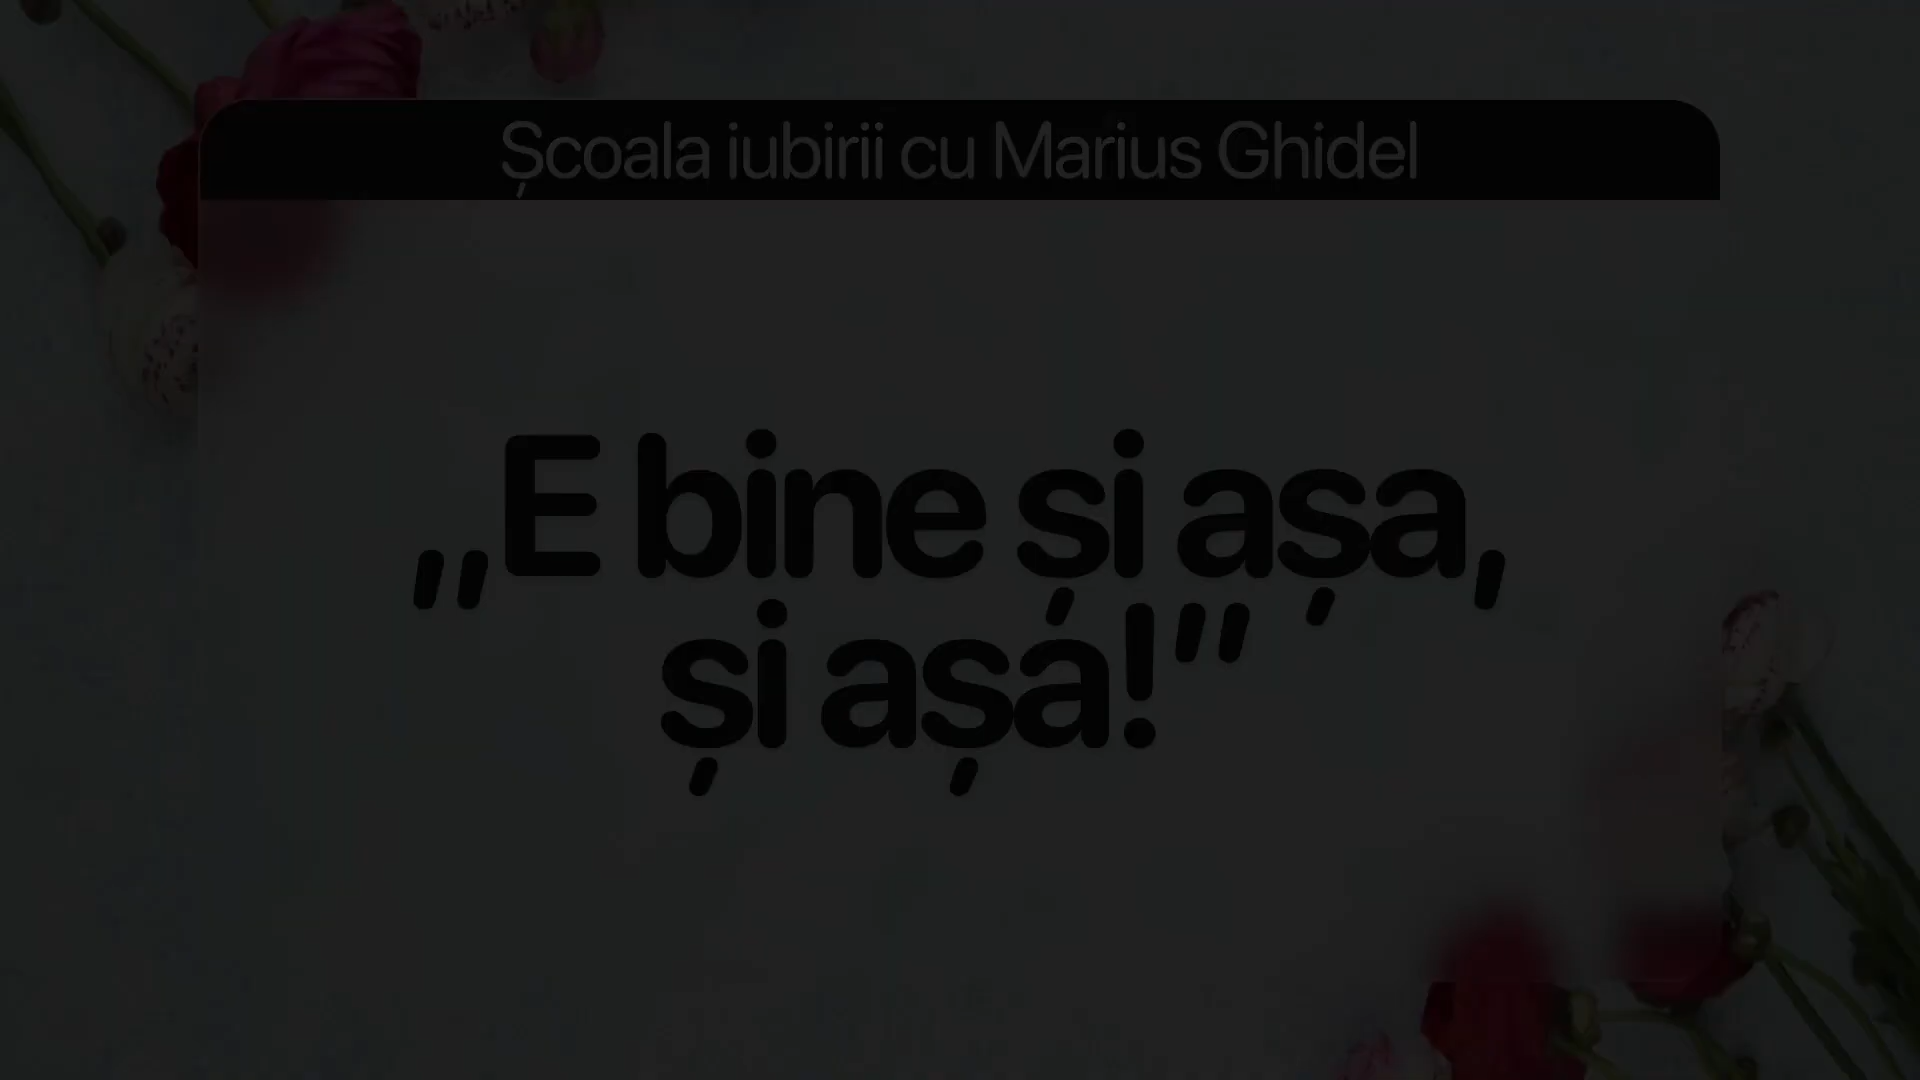 Școala iubirii cu Marius Ghidel
„E bine și așa,
și așa!”